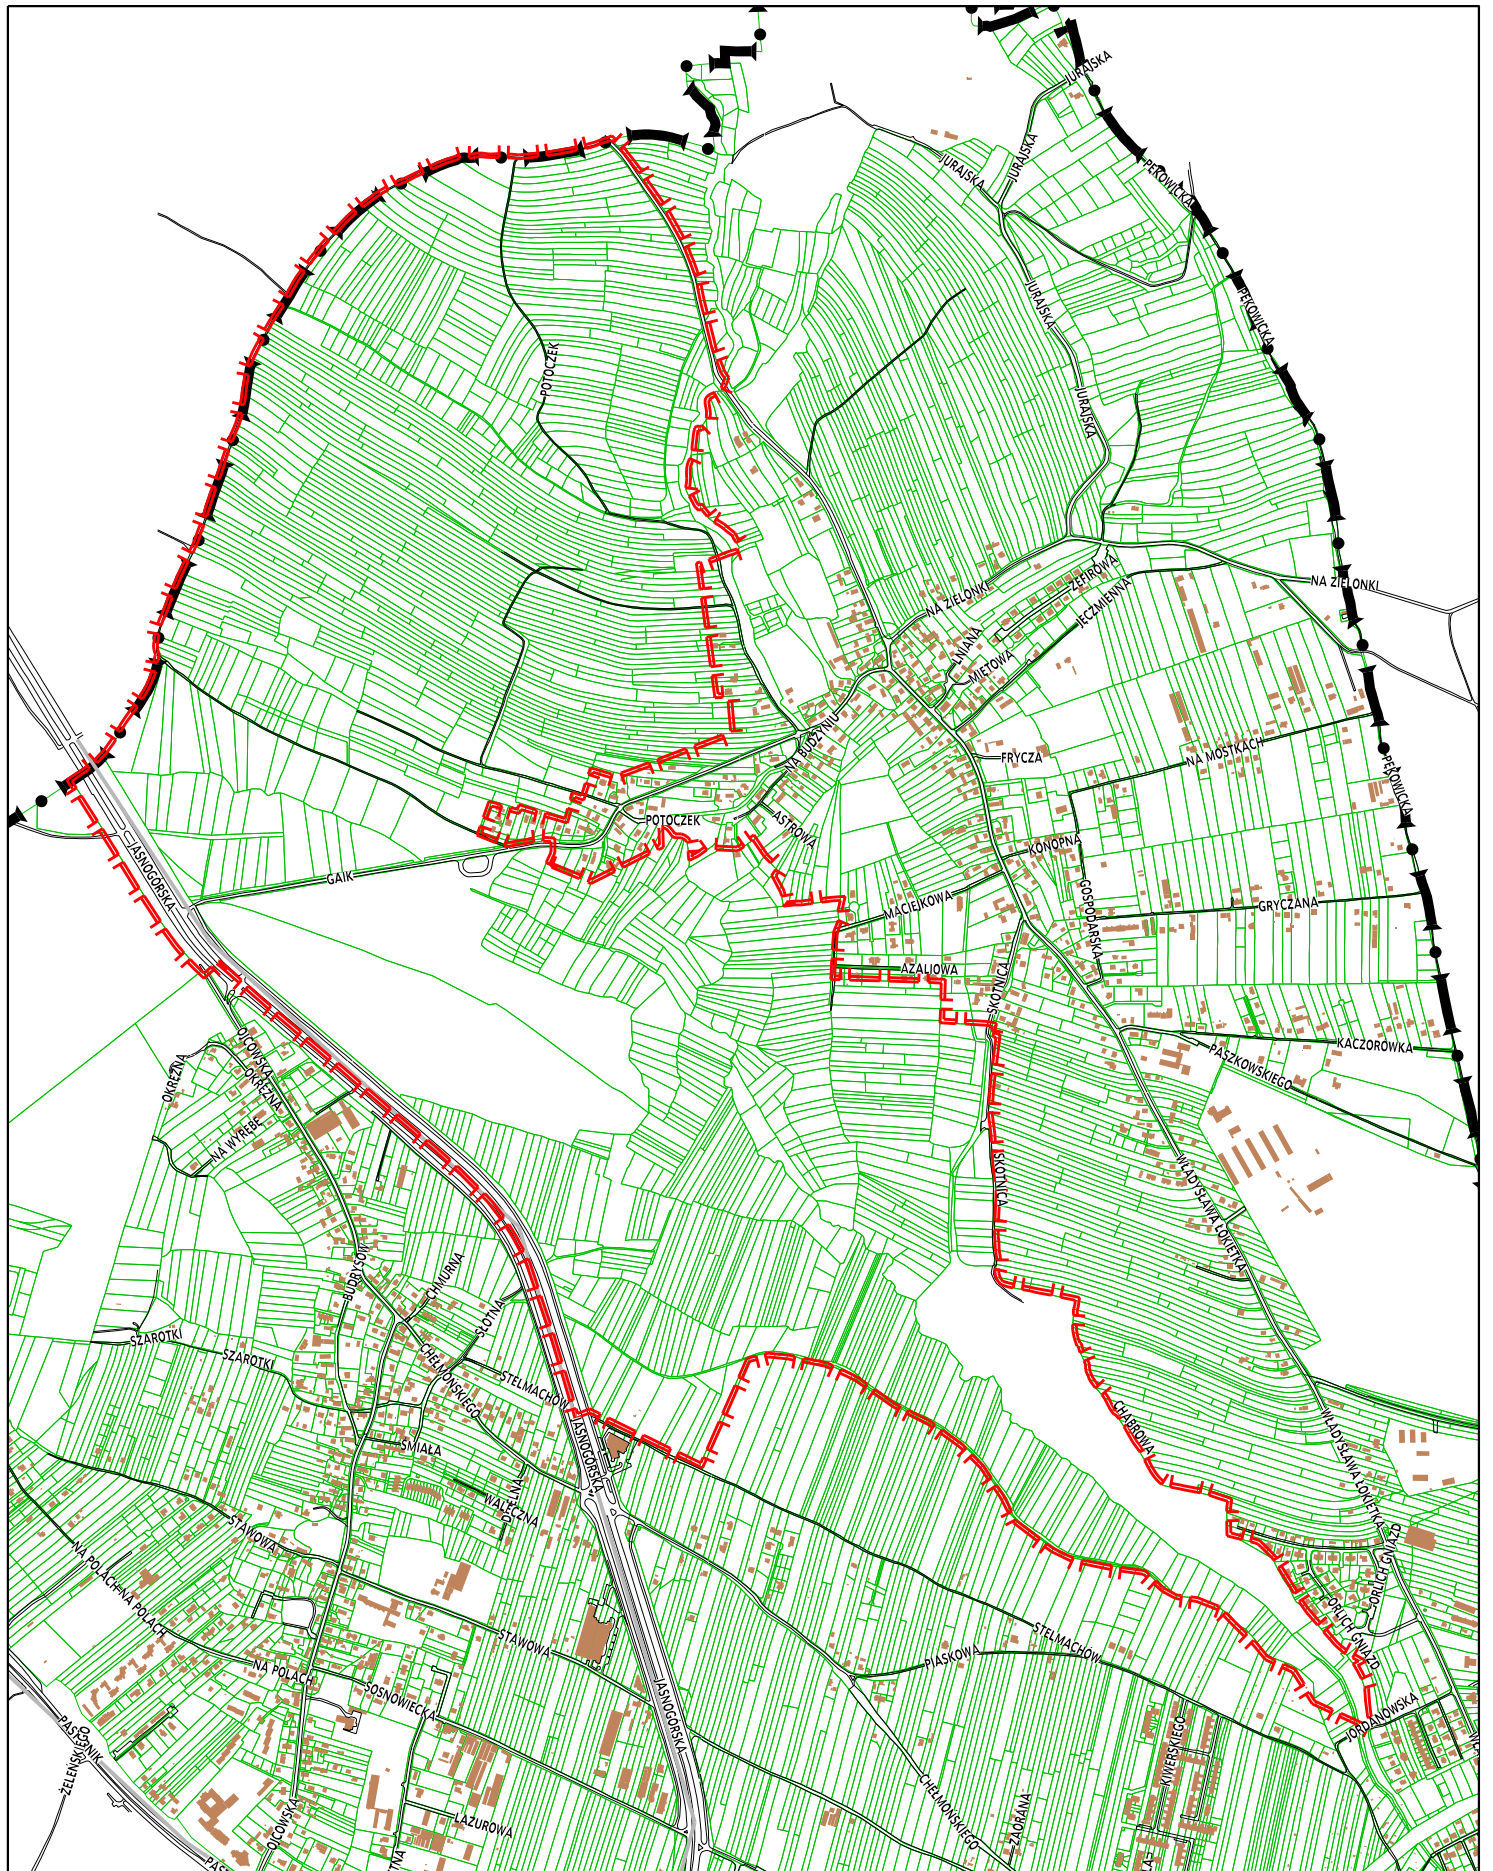 JURAJSKA
JURAJSKA
JURAJSKA
PĘKOWICKA
JURAJSKA
PĘKOWICKA
POTOCZEK
JURAJSKA
ZEFIROWA
NA ZIELONKI
NA ZIELONKI
JĘCZMIENNA
LNIANA
MIĘTOWA
NA BUDZYNIU
FRYCZA
NA MOSTKACH
PĘKOWICKA
POTOCZEK
ASTROWA
KONOPNA
JASNOGÓRSKA
GAIK
MACIEJKOWA
GOSPODARSKA
GRYCZANA
AZALIOWA
SKOTNICA
OJCOWSKA
OKRĘŻNA
OKRĘŻNA
KACZORÓWKA
PASZKOWSKIEGO
NA WYRĘBE
SKOTNICA
WŁADYSŁAWA ŁOKIETKA
BUDRYSÓW
CHMURNA
SŁOTNA
SZAROTKI
SZAROTKI
CHEŁMOŃSKIEGO
STELMACHÓW
JASNOGÓRSKA
CHABROWA
WŁADYSŁAWA ŁOKIETKA
ŚMIAŁA
WALECZNA
DZIELNA
STAWOWA
NA POLACH
NA POLACH
ORLICH GNIAZD
ORLICH GNIAZD
STAWOWA
STELMACHÓW
PIASKOWA
NA POLACH
SOSNOWIECKA
JASNOGÓRSKA
JORDANOWSKA
PASTERNIK
ŻELEŃSKIEGO
KIWERSKIEGO
CHEŁMOŃSKIEGO
ZAORANA
OJCOWSKA
LAZUROWA